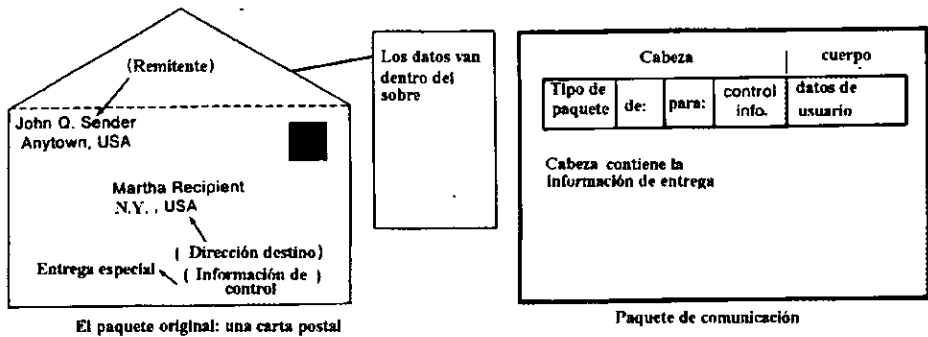 (Remitente)
John Q. Sender
Anytown, USA
Martha Recipient
N.Y. , USA
( Dirección destino)
Entrega especial
( Información de )
control
El paquete original: una carta postal
Los datos van
dentro del
sobre
Cabeza
cuerpo
Tipo de
paquete
de:
para:
control
info.
datos de
usuario
Cabeza contiene la
información de entrega
Paquete de comunicación